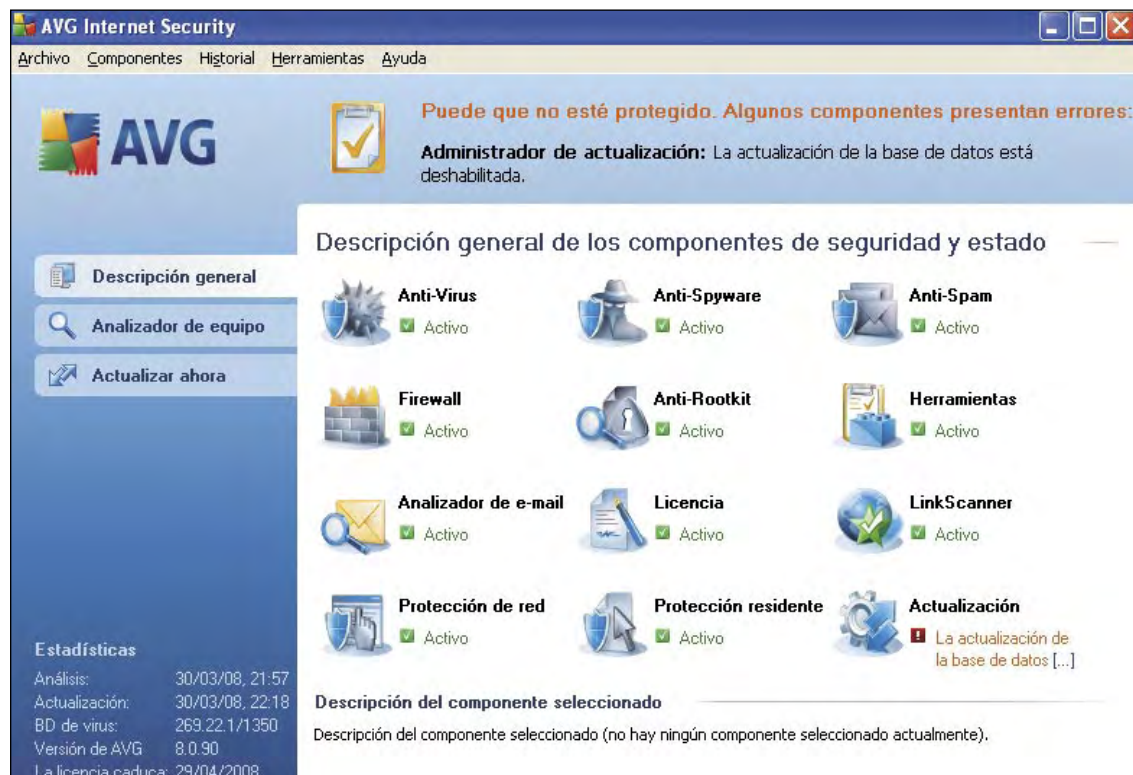 AVG Internet Security
Archivo Componentes Historial Herramientas Ayuda
AVG
Puede que no esté protegido. Algunos componentes presentan errores:
Administrador de actualización: La actualización de la base de datos está
deshabilitada.
Descripción general
Analizador de equipo
Actualizar ahora
Descripción general de los componentes de seguridad y estado
Anti-Virus
Activo
Anti-Spyware
Activo
Anti-Spam
Activo
Firewall
Activo
Anti-Rootkit
Activo
Herramientas
Activo
Analizador de e-mail
Activo
Licencia
Activo
LinkScanner
Activo
Protección de red
Activo
Protección residente
Activo
Actualización
La actualización de
la base de datos [...]
Estadísticas
Análisis: 30/03/08, 21:57
Actualización: 30/03/08, 22:18
BD de virus: 269.22.1/1350
Versión de AVG 8.0.90
La licencia caduca: 29/04/2008
Descripción del componente seleccionado
Descripción del componente seleccionado (no hay ningún componente seleccionado actualmente).